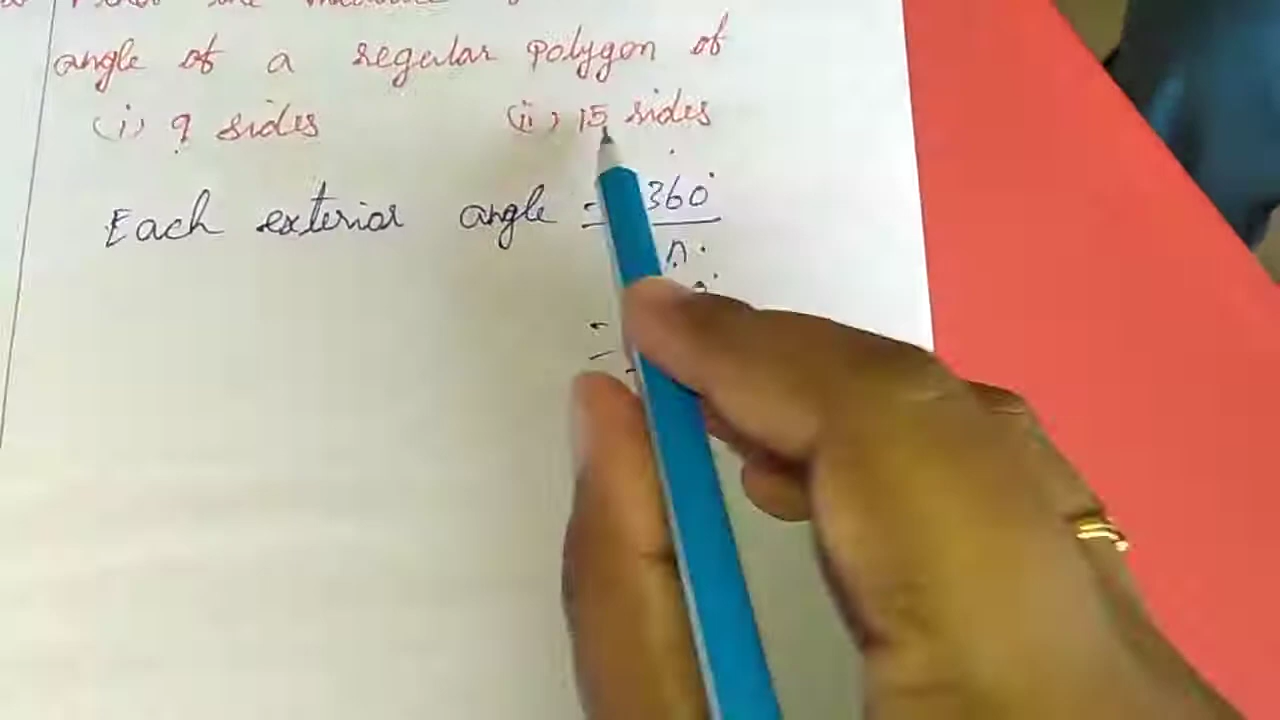 angle of a regular polygon of
(i) 9 sides (ii) 15 sides
Each exterior angle = 360°
n
=